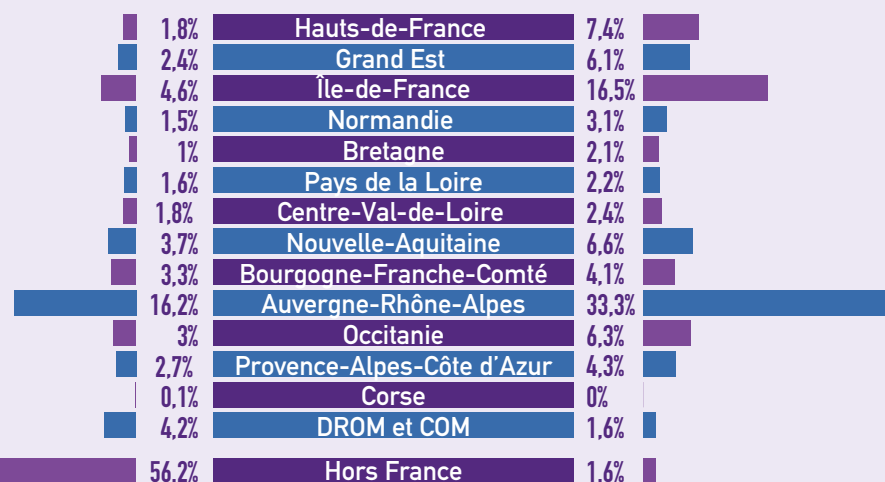 1,8% Hauts-de-France 7,4%
2,4% Grand Est 6,1%
4,6% Île-de-France 16,5%
1,5% Normandie 3,1%
1% Bretagne 2,1%
1,6% Pays de la Loire 2,2%
1,8% Centre-Val-de-Loire 2,4%
3,7% Nouvelle-Aquitaine 6,6%
3,3% Bourgogne-Franche-Comté 4,1%
16,2% Auvergne-Rhône-Alpes 33,3%
3% Occitanie 6,3%
2,7% Provence-Alpes-Côte d'Azur 4,3%
0,1% Corse 0%
4,2% DROM et COM 1,6%
56,2% Hors France 1,6%